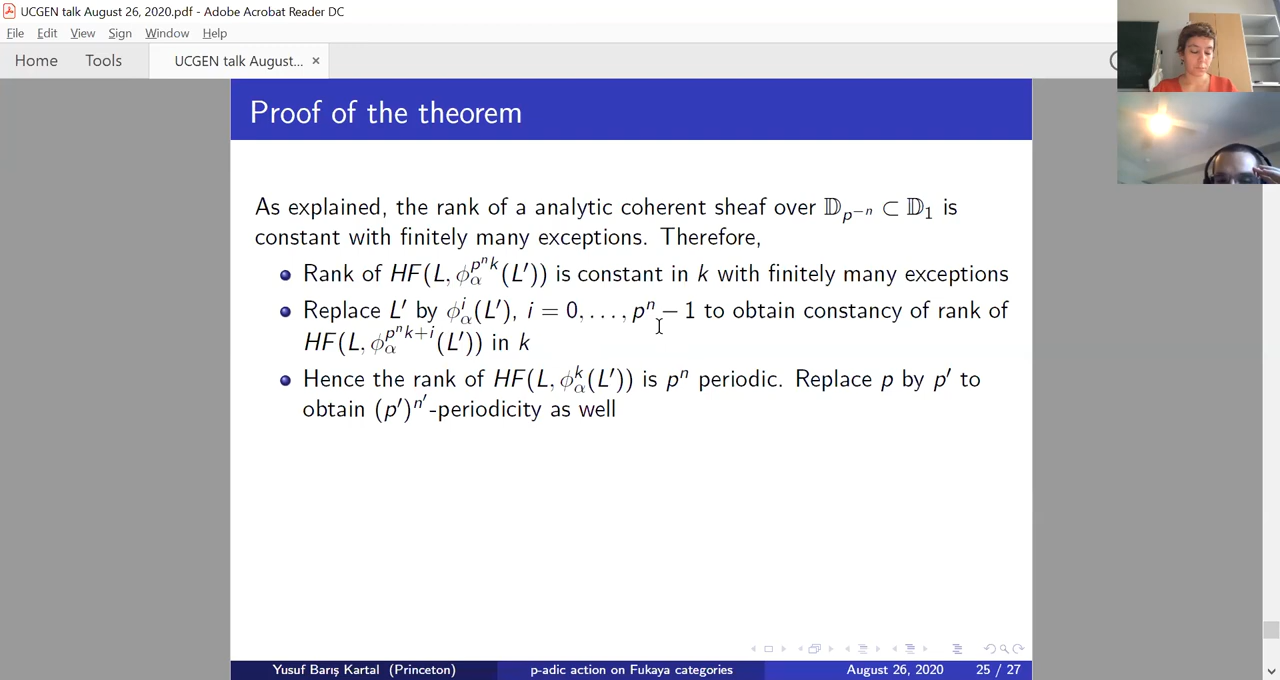 UCGEN talk August 26, 2020.pdf - Adobe Acrobat Reader DC
File Edit View Sign Window Help
Home Tools UCGEN talk August... ×
Proof of the theorem
As explained, the rank of a analytic coherent sheaf over 𝔻_{p^{-n}} ⊂ 𝔻_1 is
constant with finitely many exceptions. Therefore,
Rank of HF(L, ϕ_α^{p^n k}(L′)) is constant in k with finitely many exceptions
Replace L′ by ϕ_α^i(L′), i = 0, . . . , p^n − 1 to obtain constancy of rank of
HF(L, ϕ_α^{p^n k+i}(L′)) in k
Hence the rank of HF(L, ϕ_α^k(L′)) is p^n periodic. Replace p by p′ to
obtain (p′)^{n′}-periodicity as well
Yusuf Barış Kartal (Princeton) p-adic action on Fukaya categories August 26, 2020 25 / 27